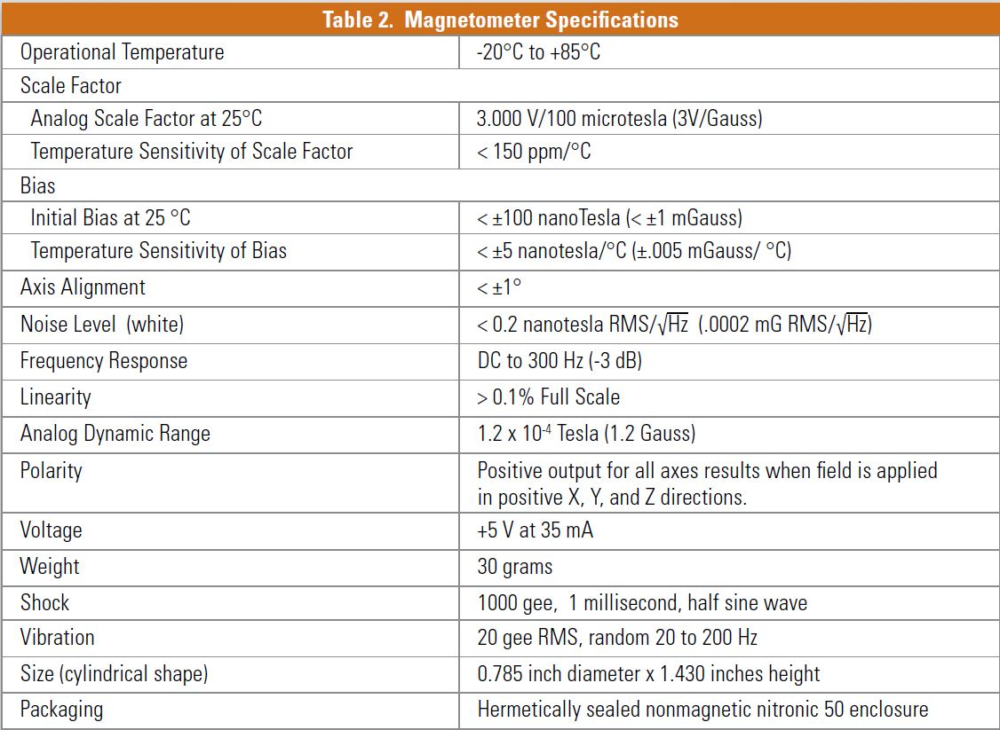 Table 2.  Magnetometer Specifications
Operational Temperature	-20°C to +85°C
Scale Factor
Analog Scale Factor at 25°C	3.000 V/100 microtesla (3V/Gauss)
Temperature Sensitivity of Scale Factor	< 150 ppm/°C
Bias
Initial Bias at 25 °C	< ±100 nanoTesla (< ±1 mGauss)
Temperature Sensitivity of Bias	< ±5 nanotesla/°C (±.005 mGauss/ °C)
Axis Alignment	< ±1°
Noise Level  (white)	< 0.2 nanotesla RMS/√Hz  (.0002 mG RMS/√Hz)
Frequency Response	DC to 300 Hz (-3 dB)
Linearity	> 0.1% Full Scale
Analog Dynamic Range	1.2 x 10⁻⁴ Tesla (1.2 Gauss)
Polarity	Positive output for all axes results when field is applied
in positive X, Y, and Z directions.
Voltage	+5 V at 35 mA
Weight	30 grams
Shock	1000 gee,  1 millisecond, half sine wave
Vibration	20 gee RMS, random 20 to 200 Hz
Size (cylindrical shape)	0.785 inch diameter x 1.430 inches height
Packaging	Hermetically sealed nonmagnetic nitronic 50 enclosure